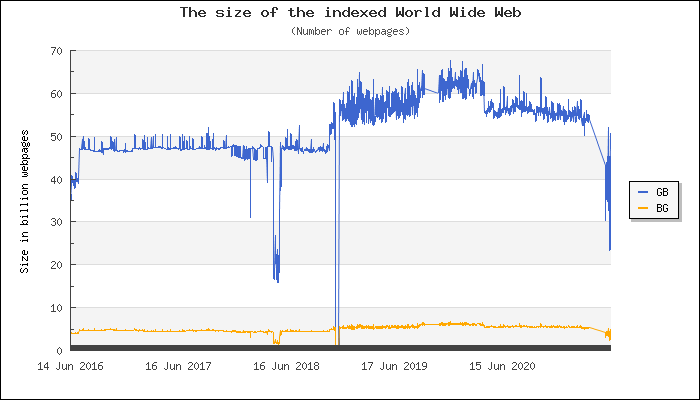 The size of the indexed World Wide Web
(Number of webpages)
70
60
50
40
30
20
10
0
Size in billion webpages
14 Jun 2016
16 Jun 2017
16 Jun 2018
17 Jun 2019
15 Jun 2020
GB
BG